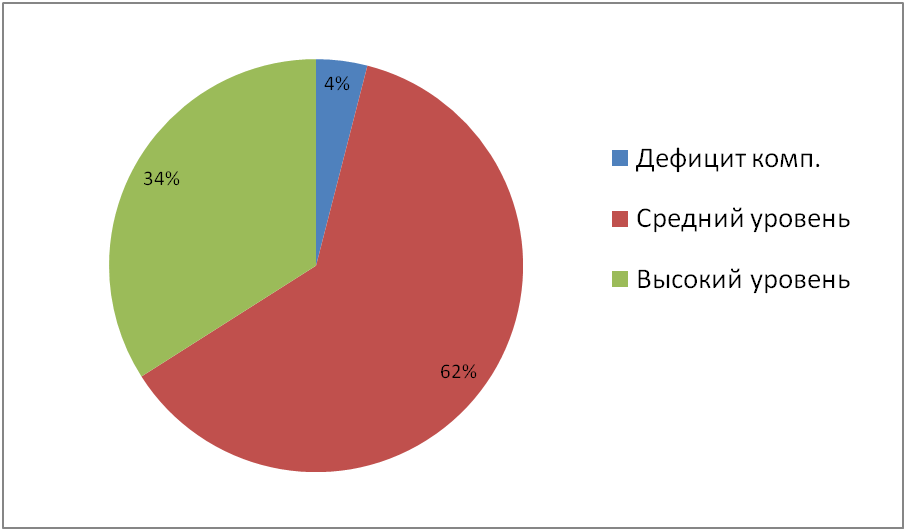 4%
34%
62%
Дефицит комп.
Средний уровень
Высокий уровень